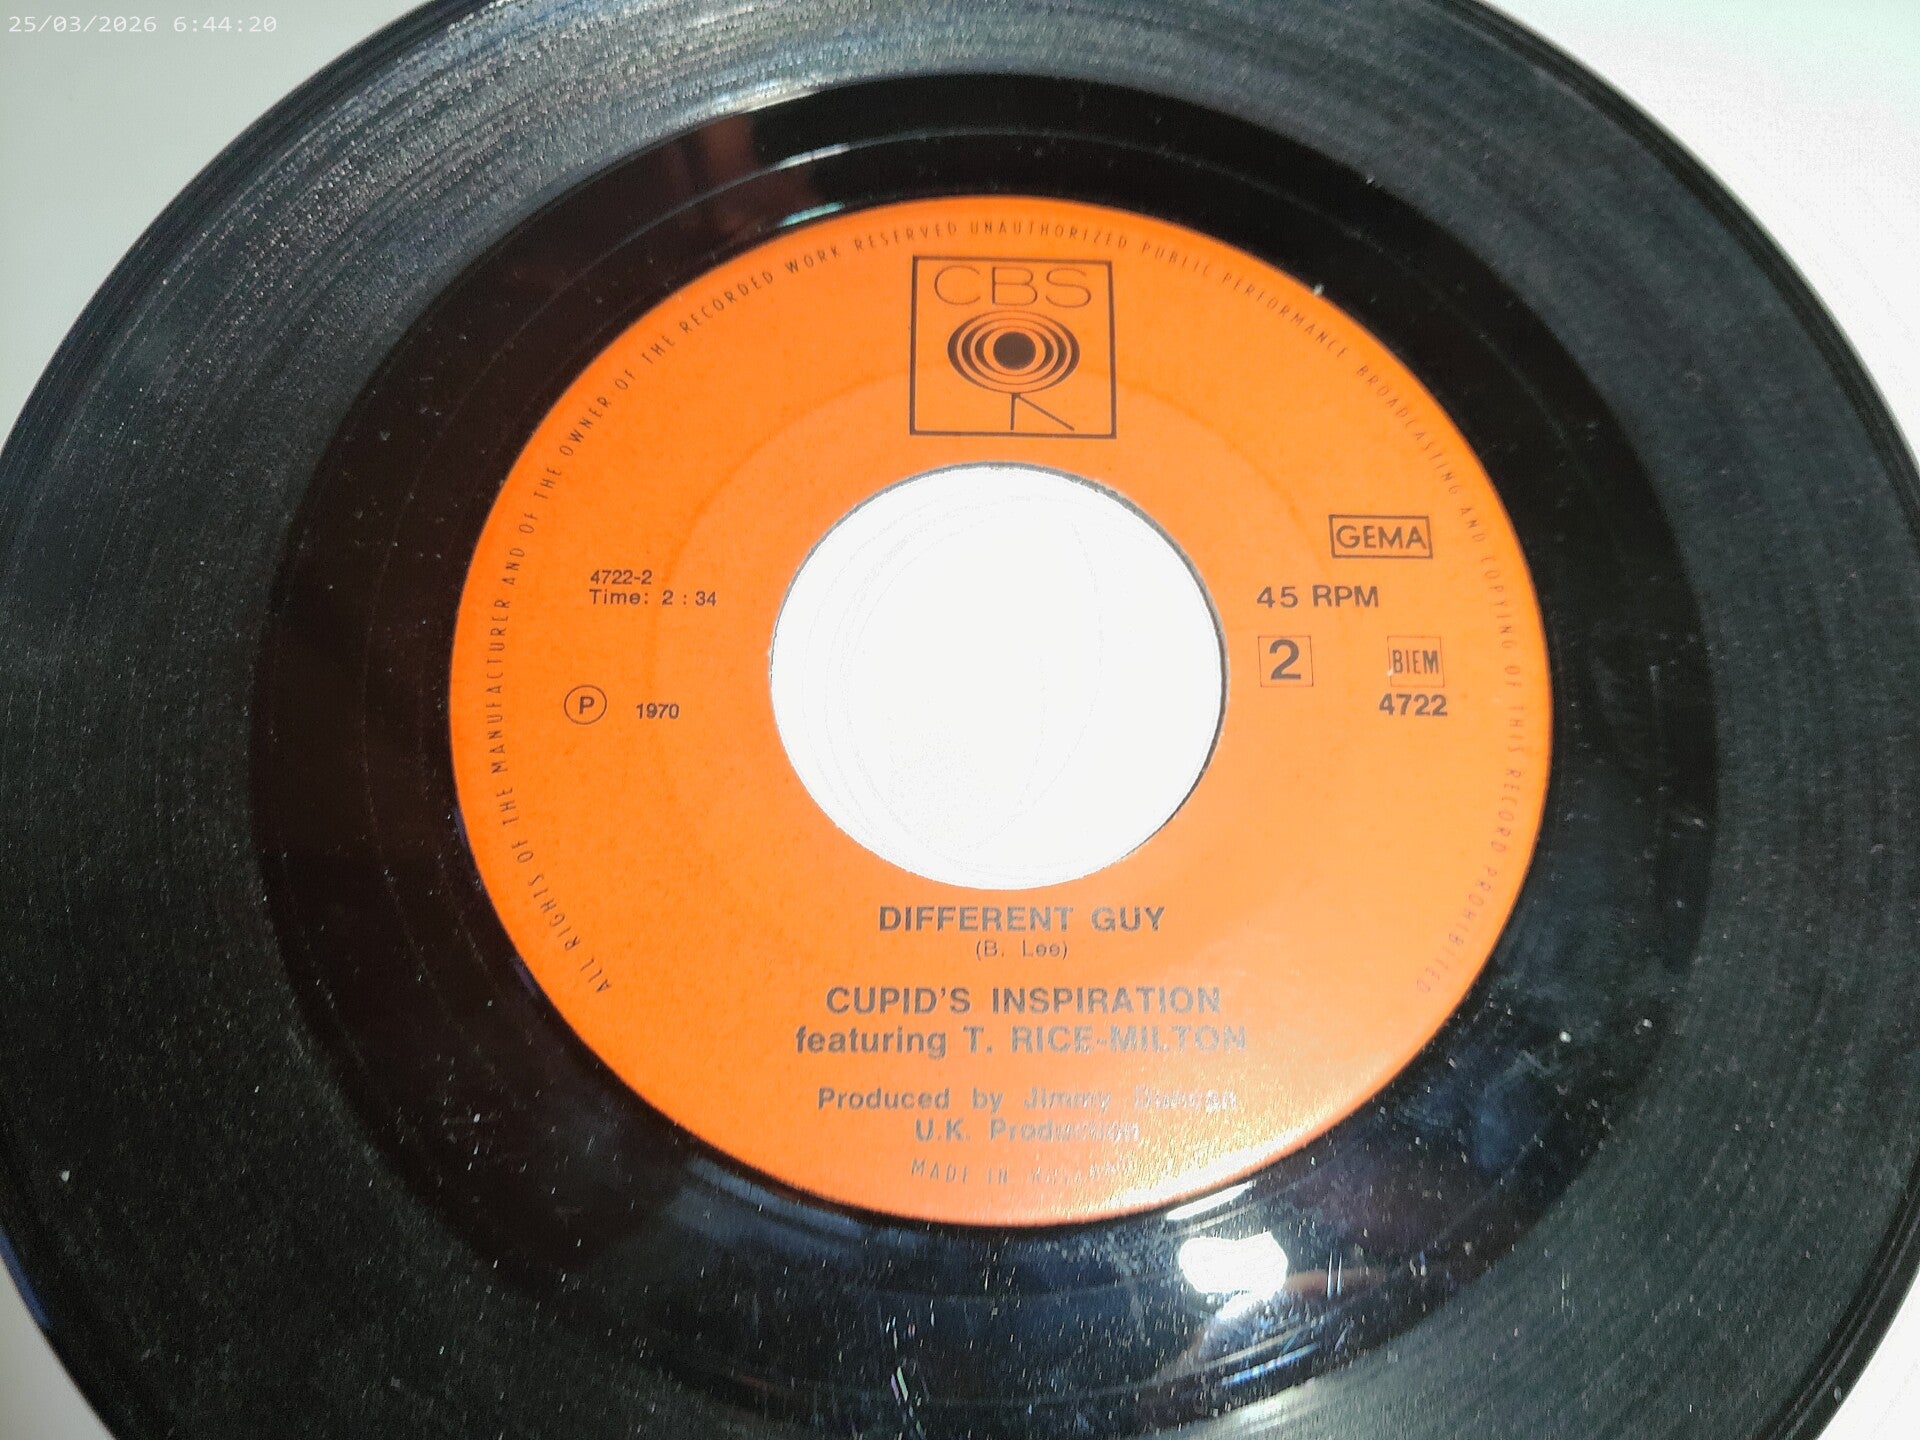 25/03/2026 6:44:20
ALL RIGHTS OF THE MANUFACTURER AND OF THE OWNER OF THE RECORDED WORK RESERVED UNAUTHORIZED PUBLIC PERFORMANCE BROADCASTING AND COPYING OF THIS RECORD PROHIBITED
CBS
GEMA
4722-2
Time: 2 : 34
45 RPM
2
BIEM
4722
P 1970
DIFFERENT GUY
(B. Lee)
CUPID'S INSPIRATION
featuring T. RICE-MILTON
Produced by Jimmy Duncan
U.K. Production
MADE IN